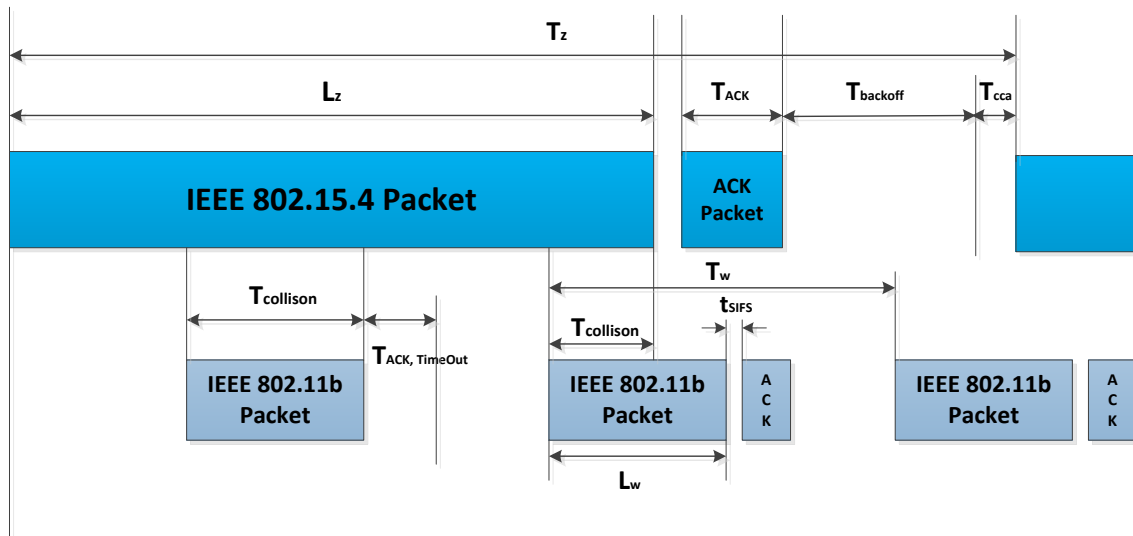 Tz
Lz
TACK
Tbackoff
Tcca
IEEE 802.15.4 Packet
ACK
Packet
Tw
Tcollison
tSIFS
Tcollison
TACK, TimeOut
IEEE 802.11b
Packet
IEEE 802.11b
Packet
A
C
K
IEEE 802.11b
Packet
A
C
K
Lw